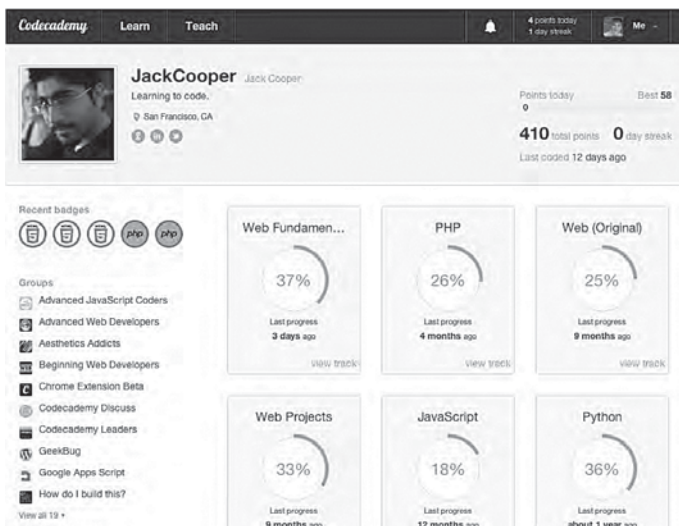 Codecademy Learn Teach 4 points today Me
1 day streak
JackCooper Jack Cooper
Learning to code.
San Francisco, CA
Points today Best 58
0
410 total points 0 day streak
Last coded 12 days ago
Recent badges
php php
Groups
Advanced JavaScript Coders
Advanced Web Developers
Aesthetics Addicts
Beginning Web Developers
Chrome Extension Beta
Codecademy Discuss
Codecademy Leaders
GeekBug
Google Apps Script
How do I build this?
View all 19
Web Fundamen...
37%
Last progress
3 days ago
view track
PHP
26%
Last progress
4 months ago
view track
Web (Original)
25%
Last progress
9 months ago
view track
Web Projects
33%
Last progress
9 months ago
JavaScript
18%
Last progress
12 months ago
Python
36%
Last progress
about 1 year ago